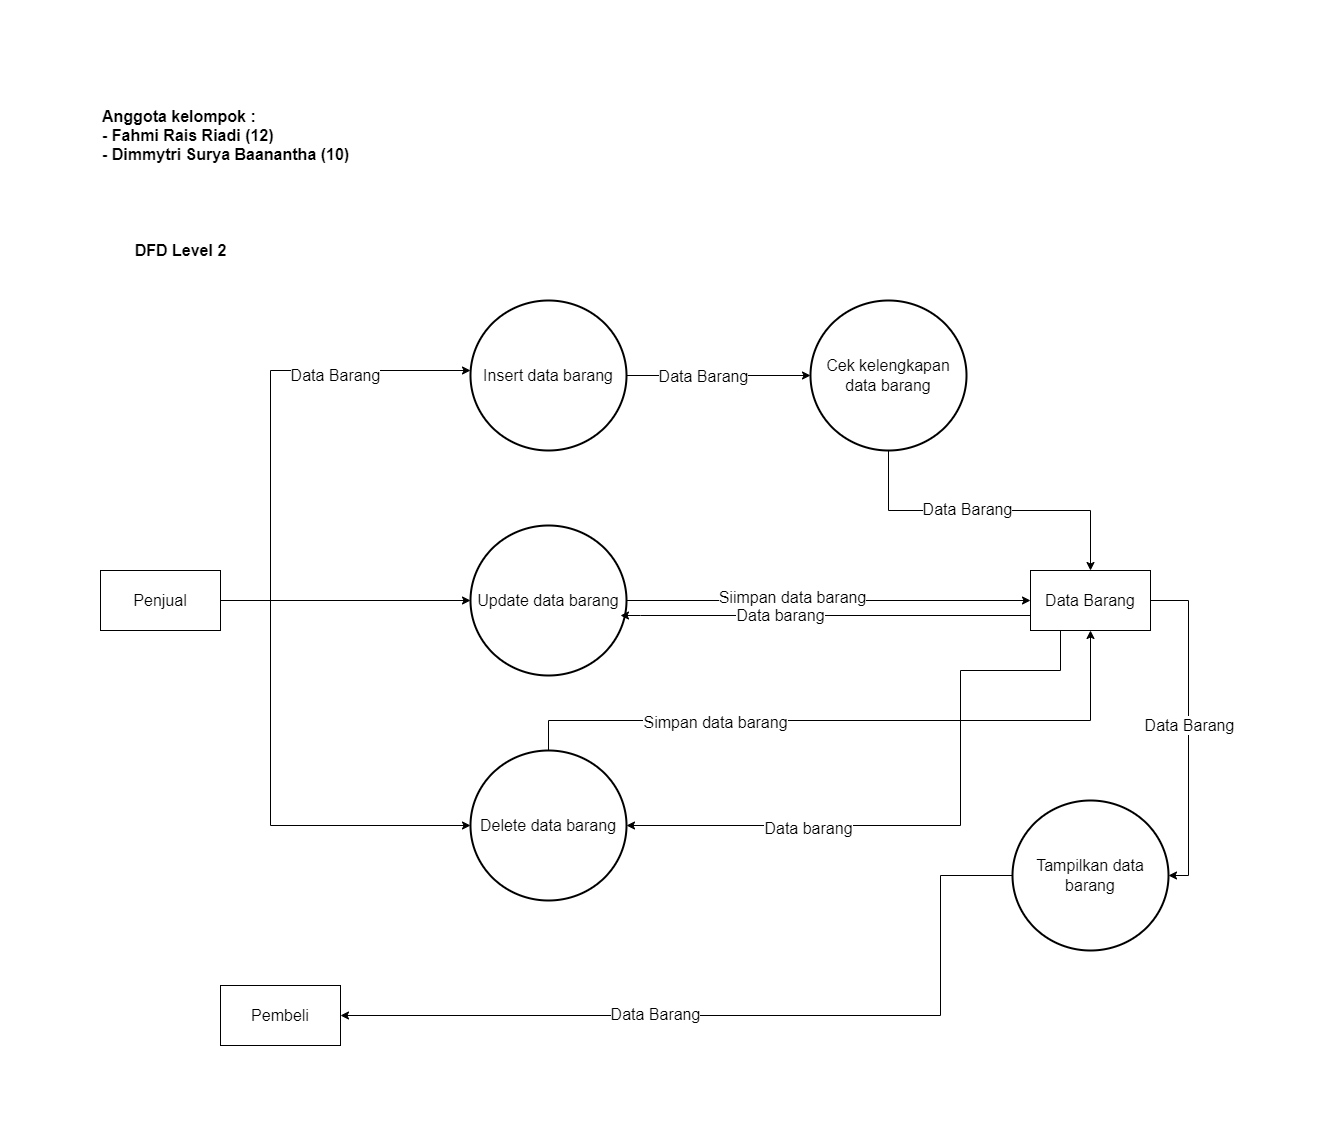 Anggota kelompok :
- Fahmi Rais Riadi (12)
- Dimmytri Surya Baanantha (10)
DFD Level 2
Data Barang
Insert data barang
Data Barang
Cek kelengkapan
data barang
Data Barang
Penjual
Update data barang
Siimpan data barang
Data barang
Data Barang
Simpan data barang
Data Barang
Delete data barang
Data barang
Tampilkan data
barang
Pembeli
Data Barang